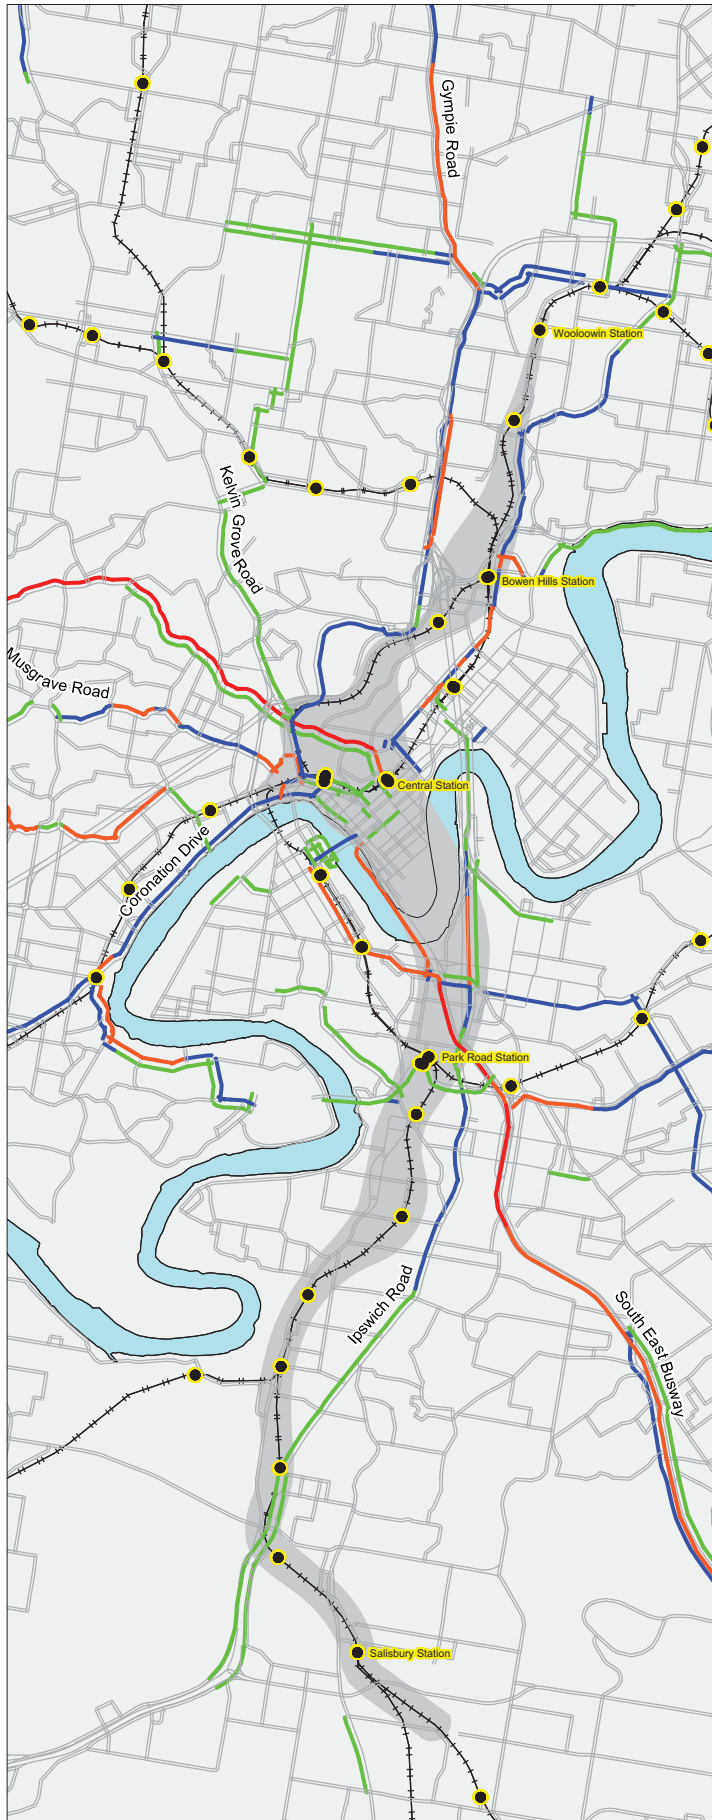 Gympie Road
Wooloowin Station
Kelvin Grove Road
Bowen Hills Station
Musgrave Road
Central Station
Coronation Drive
Park Road Station
Ipswich Road
South East Busway
Salisbury Station